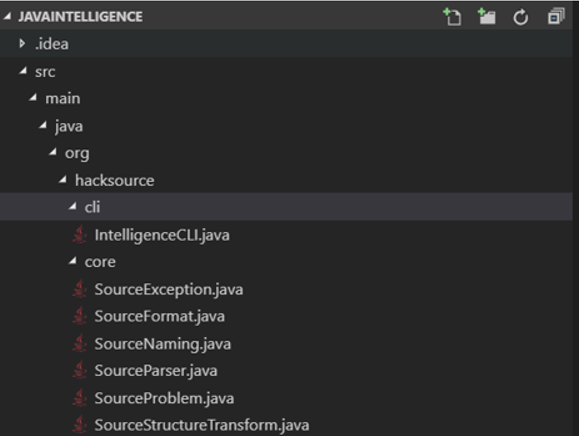 JAVAINTELLIGENCE
.idea
src
main
java
org
hacksource
cli
IntelligenceCLI.java
core
SourceException.java
SourceFormat.java
SourceNaming.java
SourceParser.java
SourceProblem.java
SourceStructureTransform.java